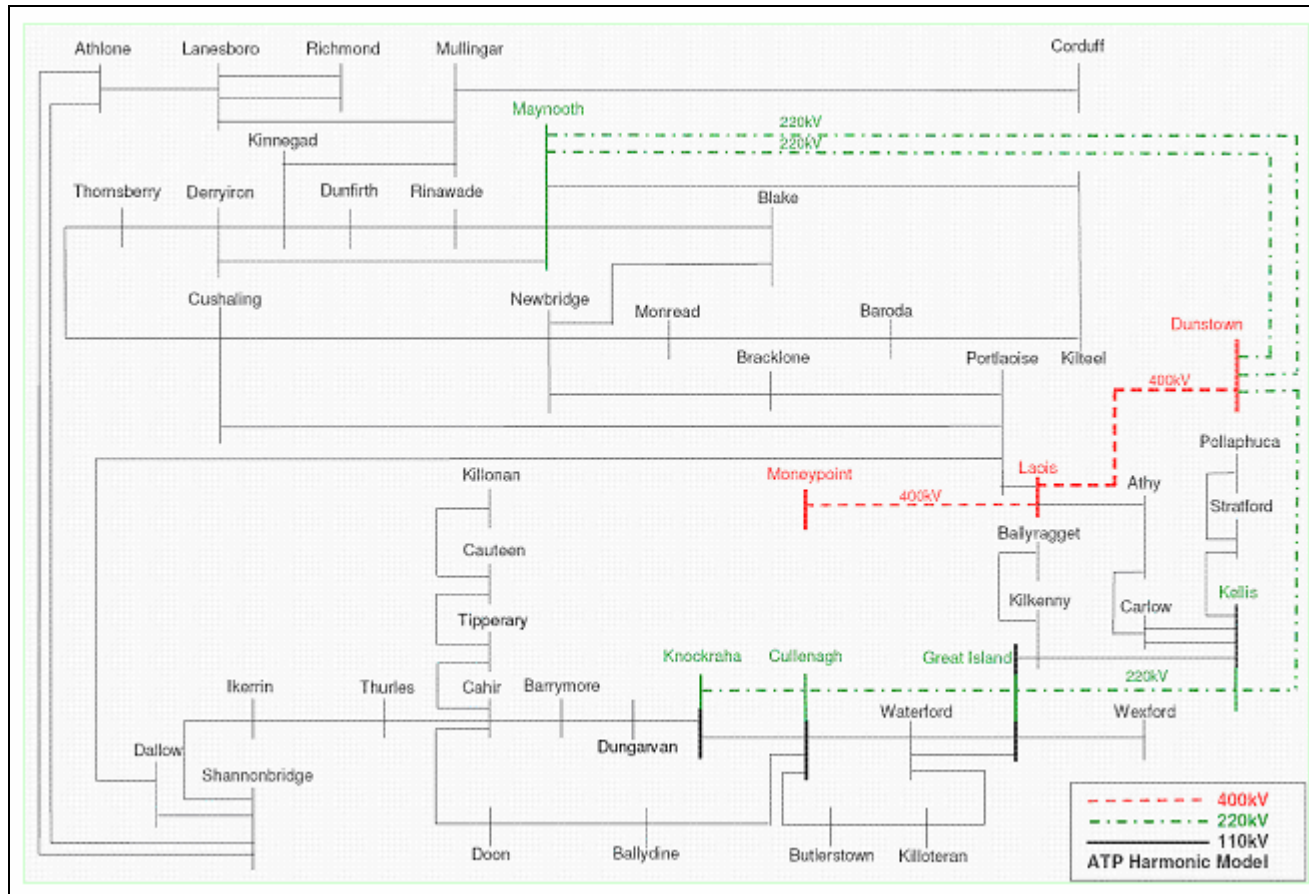 Athlone
Lanesboro
Richmond
Mullingar
Corduff
Maynooth
220kV
Kinnegad
220kV
Thornsberry
Derryiron
Dunfirth
Rinawade
Blake
Cushaling
Newbridge
Monread
Baroda
Dunstown
Bracklone
Portlaoise
Kilteel
400kV
Pollaphuca
Killonan
Moneypoint
Laois
Athy
400kV
Stratford
Ballyragget
Cauteen
Kilkenny
Carlow
Kellis
Tipperary
Knockraha
Cullenagh
Great Island
220kV
Ikerrin
Thurles
Cahir
Barrymore
Waterford
Wexford
Dungarvan
Dallow
Shannonbridge
400kV
220kV
110kV
Doon
Ballydine
Butlerstown
Killoteran
ATP Harmonic Model